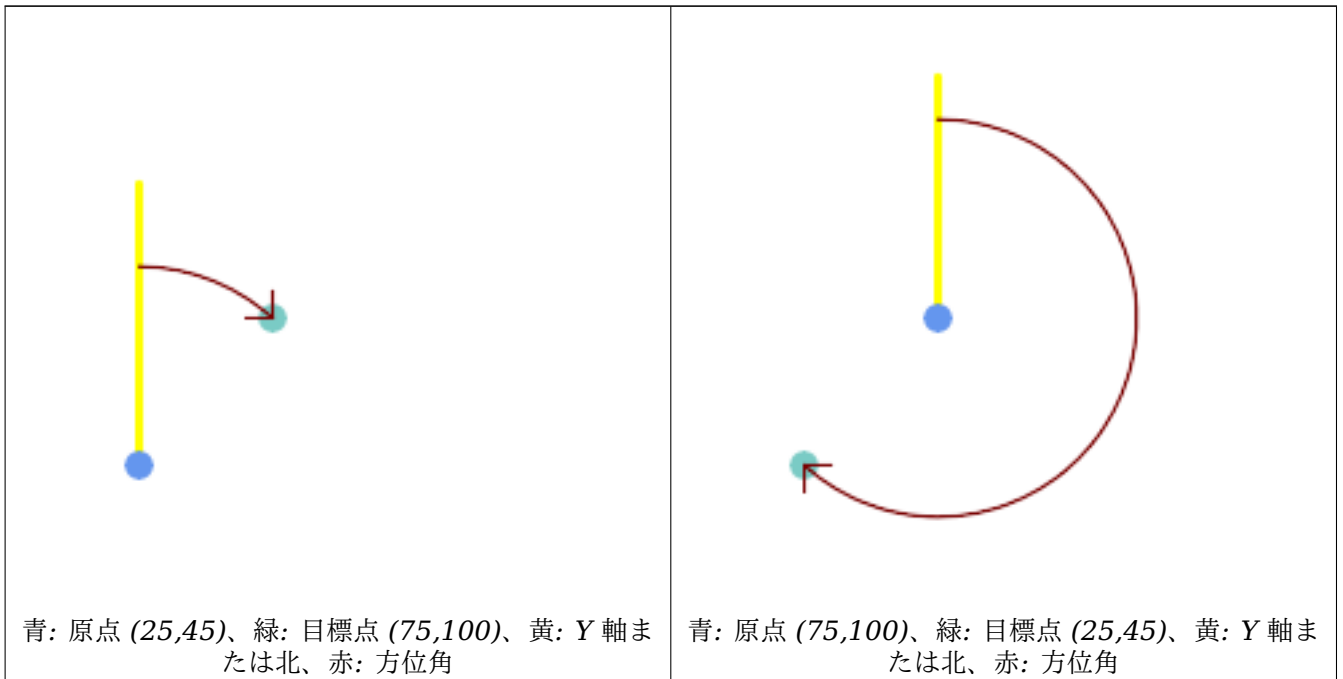 青: 原点 (25,45)、緑: 目標点 (75,100)、黄: Y 軸ま
たは北、赤: 方位角
青: 原点 (75,100)、緑: 目標点 (25,45)、黄: Y 軸ま
たは北、赤: 方位角